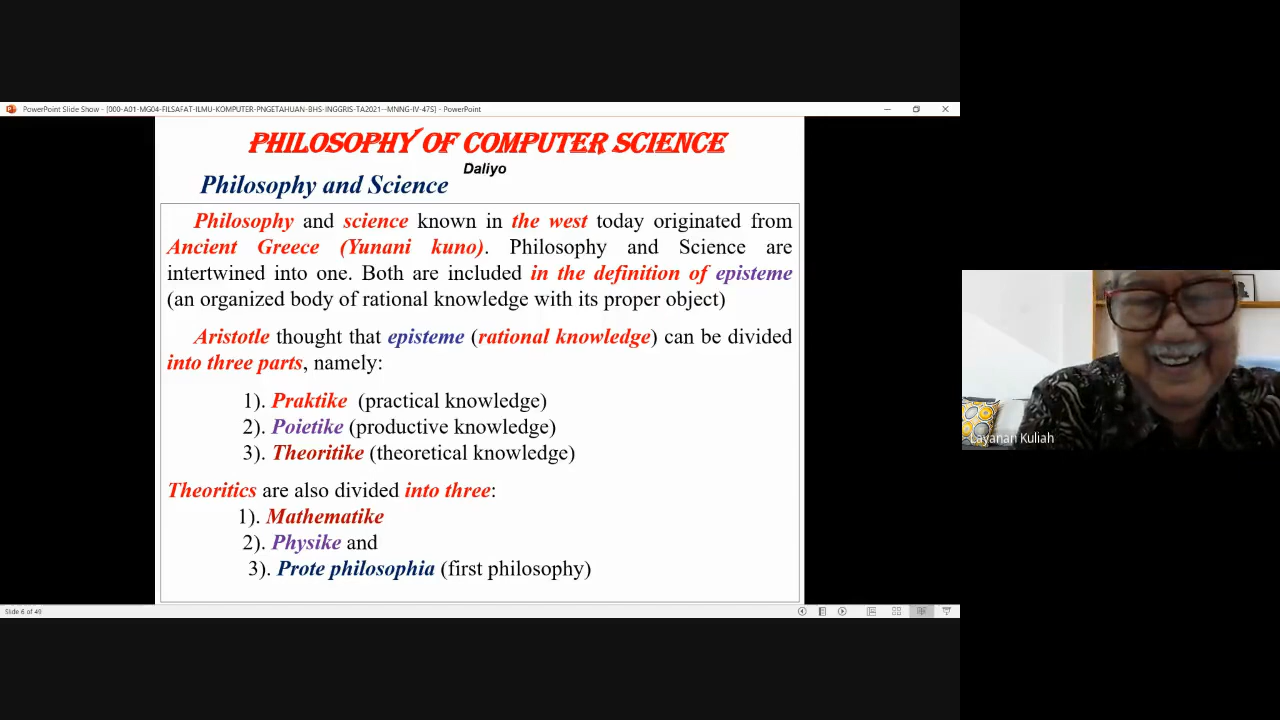 PowerPoint Slide Show - [000-A01-MG04-FILSAFAT-ILMU-KOMPUTER-PNGETAHUAN-BHS-INGGRIS-TA2021--MNNG-IV-47S] - PowerPoint
PHILOSOPHY OF COMPUTER SCIENCE
Daliyo
Philosophy and Science
Philosophy and science known in the west today originated from
Ancient Greece (Yunani kuno). Philosophy and Science are
intertwined into one. Both are included in the definition of episteme
(an organized body of rational knowledge with its proper object)
Aristotle thought that episteme (rational knowledge) can be divided
into three parts, namely:
1). Praktike (practical knowledge)
2). Poietike (productive knowledge)
3). Theoritike (theoretical knowledge)
Theoritics are also divided into three:
1). Mathematike
2). Physike and
3). Prote philosophia (first philosophy)
Slide 6 of 49
Layanan Kuliah